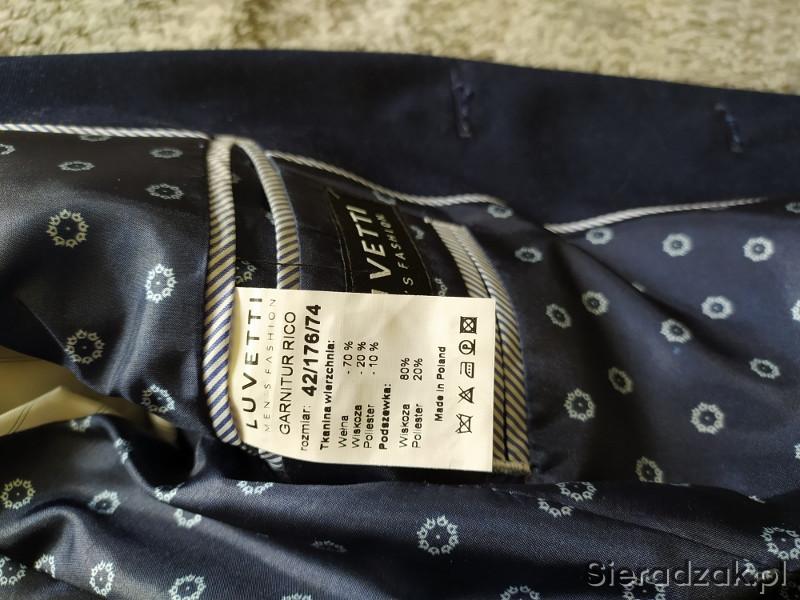 LUVETTI
MEN'S FASHION
GARNITUR RICO
rozmiar: 42/176/74
Tkanina wierzchnia:
Wełna - 70 %
Wiskoza - 20 %
Poliester - 10 %
Podszewka:
Wiskoza 80%
Poliester 20%
Made in Poland
VETTI
S FASHION
Sieradzak.pl